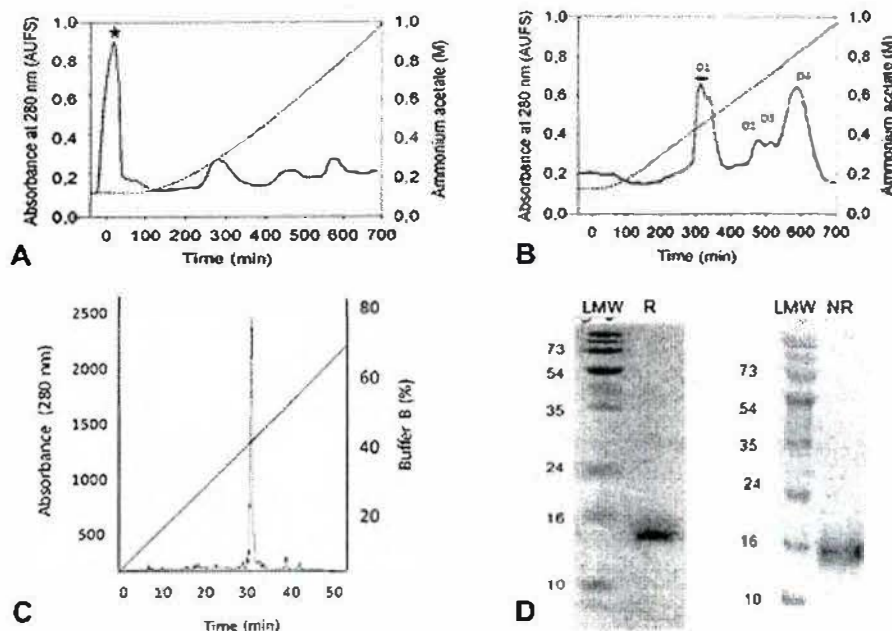 Absorbance at 280 nm (AUFS)
1.0
0.8
0.6
0.4
0.2
0.0
★
1.0
0.8
0.6
0.4
0.2
0,0
Ammonium acetate (M)
0 100 200 300 400 500 600 700
Time (min)
A
Absorbance at 280 nm (AUFS)
1.0
0.8
0.6
0.4
0.2
0.0
D1
D2 D3
D4
1.0
0.8
0.6
0.4
0.2
0.0
Ammonium acetate (M)
0 100 200 300 400 500 600 700
Time (min)
B
Absorbance (280 nm)
2500
2000
1500
1000
500
80
60
40
20
Buffer B (%)
0 10 20 30 40 50
Time (min)
C
LMW R
73
54
35
24
16
10
LMW NR
73
54
35
24
16
10
D